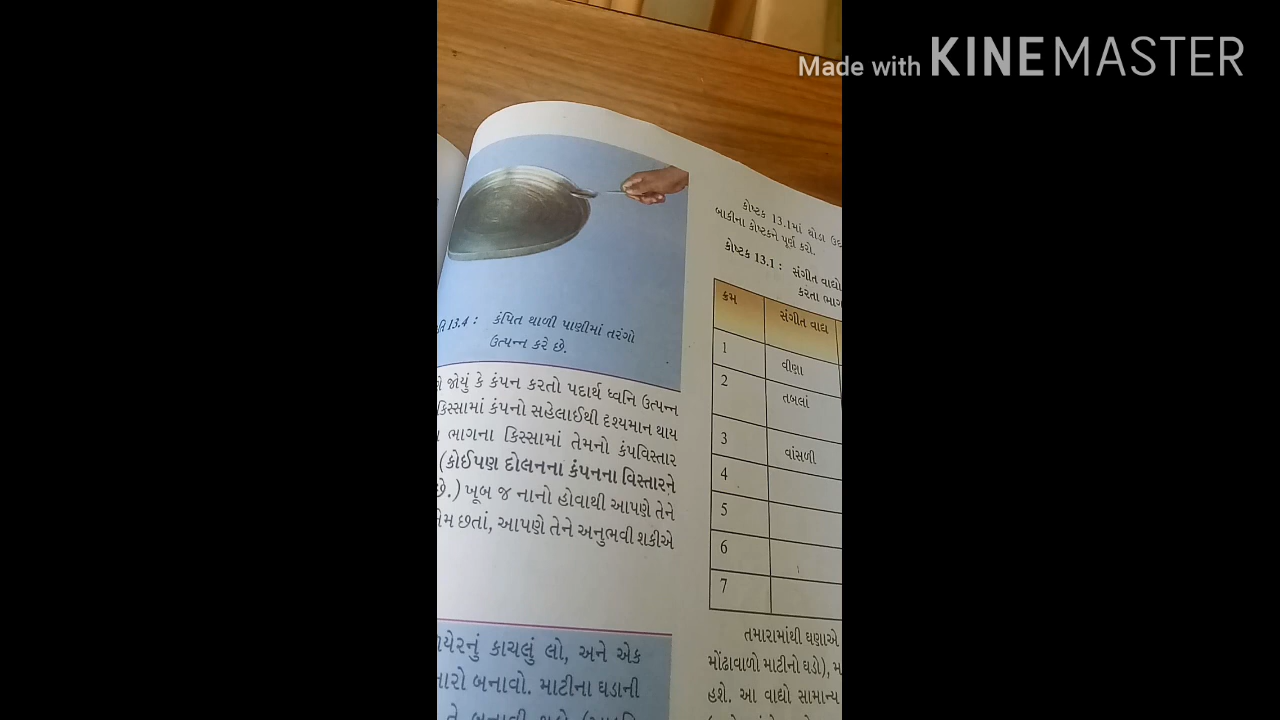 Made with KINEMASTER
13.4 : કંપિત થાળી પાણીમાં તરંગો
ઉત્પન્ન કરે છે.
જોયું કે કંપન કરતો પદાર્થ ધ્વનિ ઉત્પન્ન
કિસ્સામાં કંપનો સહેલાઈથી દૃશ્યમાન થાય
ભાગના કિસ્સામાં તેમનો કંપવિસ્તાર
(કોઈપણ દોલનના કંપનના વિસ્તારને
છે.) ખૂબ જ નાનો હોવાથી આપણે તેને
છતાં, આપણે તેને અનુભવી શકીએ
કાચલું લો, અને એક
બનાવો. માટીના ઘડાની
કોષ્ટક 13.1માં થોડા
બાકીના કોષ્ટકને પૂર્ણ કરો.
કોષ્ટક 13.1 : સંગીત વાદ્યો
કરતા
ક્રમ સંગીત વાદ્ય
1 વીણા
2 તબલાં
3 વાંસળી
4
5
6
7
તમારામાંથી ઘણાએ
મોંઢાવાળો માટીનો ઘડો),
હશે. આ વાદ્યો સામાન્ય